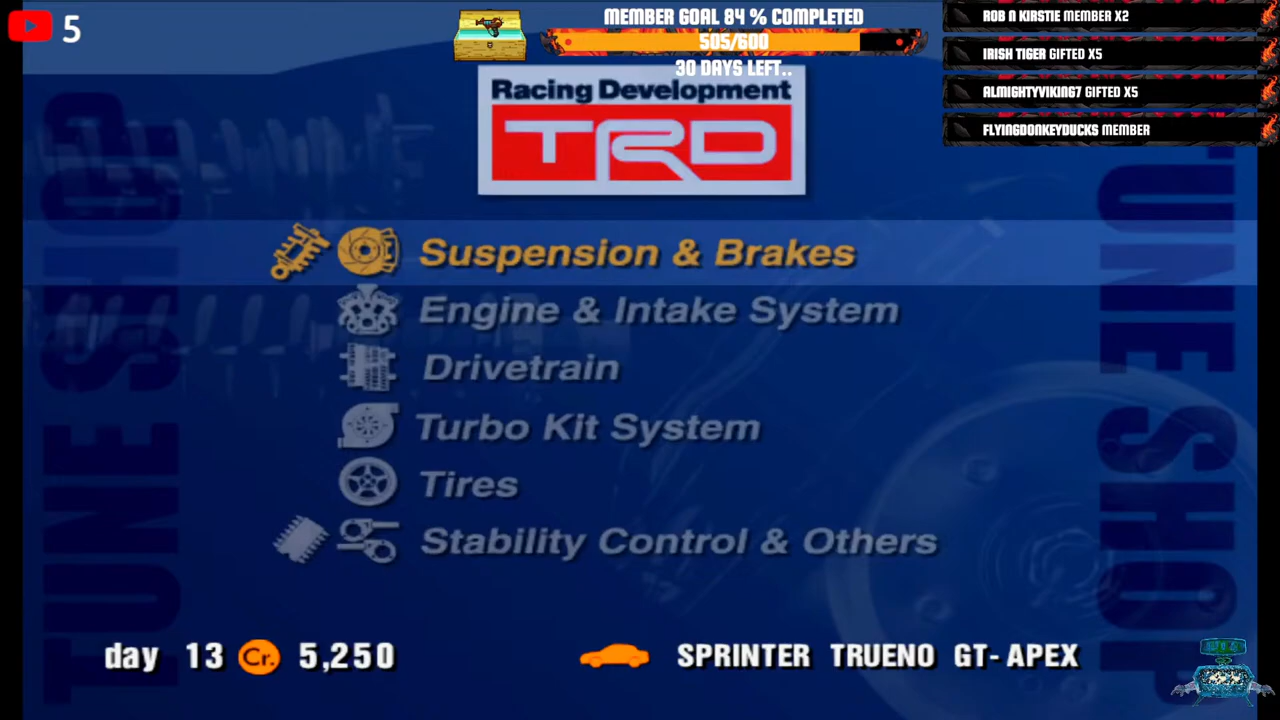 5
MEMBER GOAL 84 % COMPLETED
505/600
30 DAYS LEFT..
ROB N KIRSTIE MEMBER X2
IRISH TIGER GIFTED X5
ALMIGHTYVIKING7 GIFTED X5
FLYINGDONKEYDUCKS MEMBER
Racing Development
TRD
TUNE SHOP
TUNE SHOP
Suspension & Brakes
Engine & Intake System
Drivetrain
Turbo Kit System
Tires
Stability Control & Others
day 13 Cr. 5,250
SPRINTER TRUENO GT-APEX